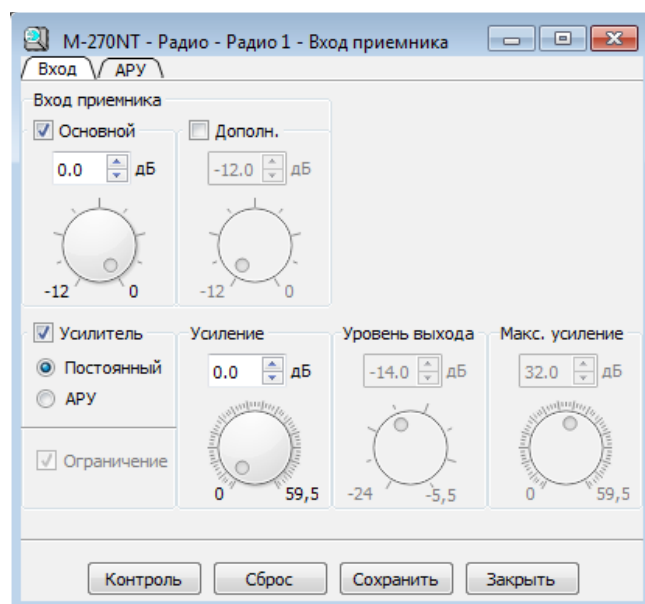 M-270NT - Радио - Радио 1 - Вход приемника
Вход АРУ
Вход приемника
Основной Дополн.
0.0 дБ -12.0 дБ
-12 0 -12 0
Усилитель Усиление Уровень выхода Макс. усиление
Постоянный 0.0 дБ -14.0 дБ 32.0 дБ
АРУ
Ограничение
0 59,5 -24 -5,5 0 59,5
Контроль Сброс Сохранить Закрыть